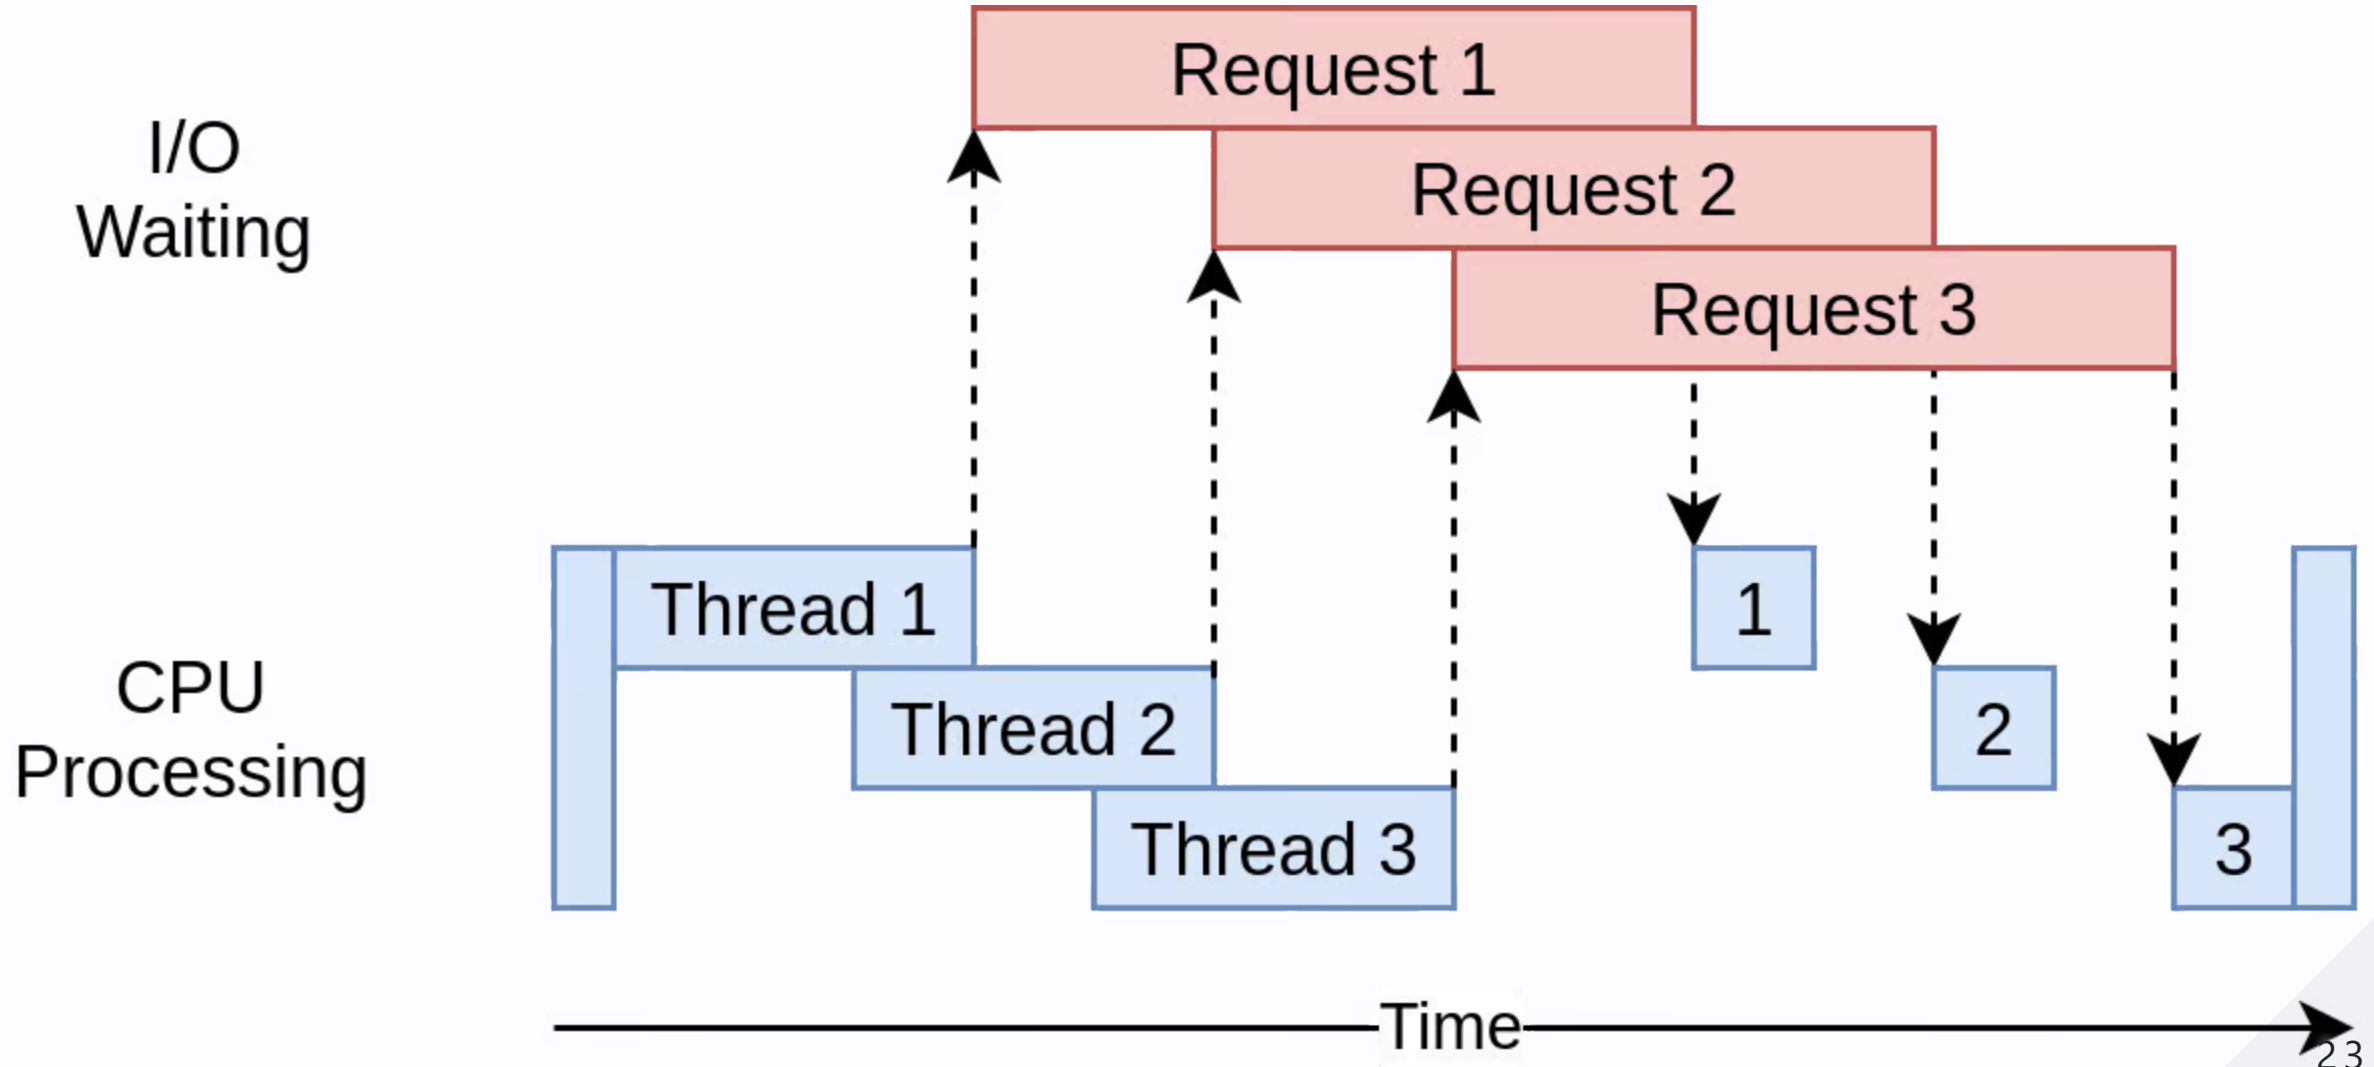 Request 1
I/O
Waiting
Request 2
Request 3
Thread 1
1
CPU
Processing
Thread 2
2
Thread 3
3
Time
23